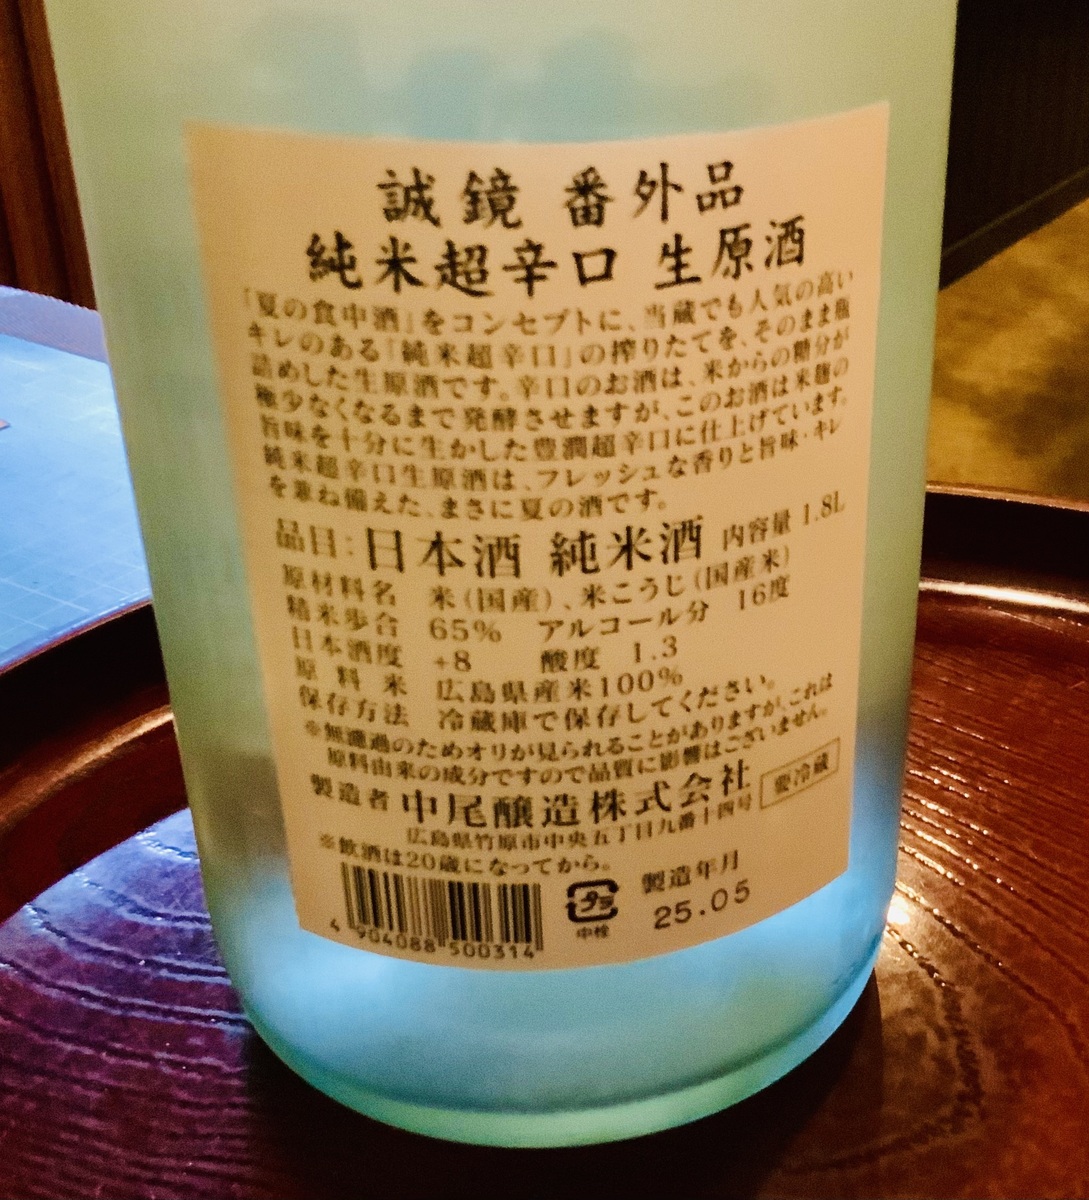 誠鏡 番外品
純米超辛口 生原酒
「夏の食中酒」をコンセプトに、当蔵でも人気の高い
キレのある「純米超辛口」の搾りたてを、そのまま瓶
詰めした生原酒です。辛口のお酒は、米からの糖分が
極少なくなるまで発酵させますが、このお酒は米麹の
旨味を十分に生かした豊潤超辛口に仕上げています。
純米超辛口生原酒は、フレッシュな香りと旨味・キレ
を兼ね備えた、まさに夏の酒です。
品目:日本酒 純米酒 内容量 1.8L
原材料名 米(国産)、米こうじ(国産米)
精米歩合 65% アルコール分 16度
日本酒度 +8 酸度 1.3
原料米 広島県産米100%
保存方法 冷蔵庫で保存してください。
※無濾過のためオリが見られることがありますが、これは
原料由来の成分ですので品質に影響はございません。
製造者 中尾醸造株式会社 要冷蔵
広島県竹原市中央五丁目九番十四号
※飲酒は20歳になってから。
製造年月
25.05
プラ
中栓
4 904088 500314